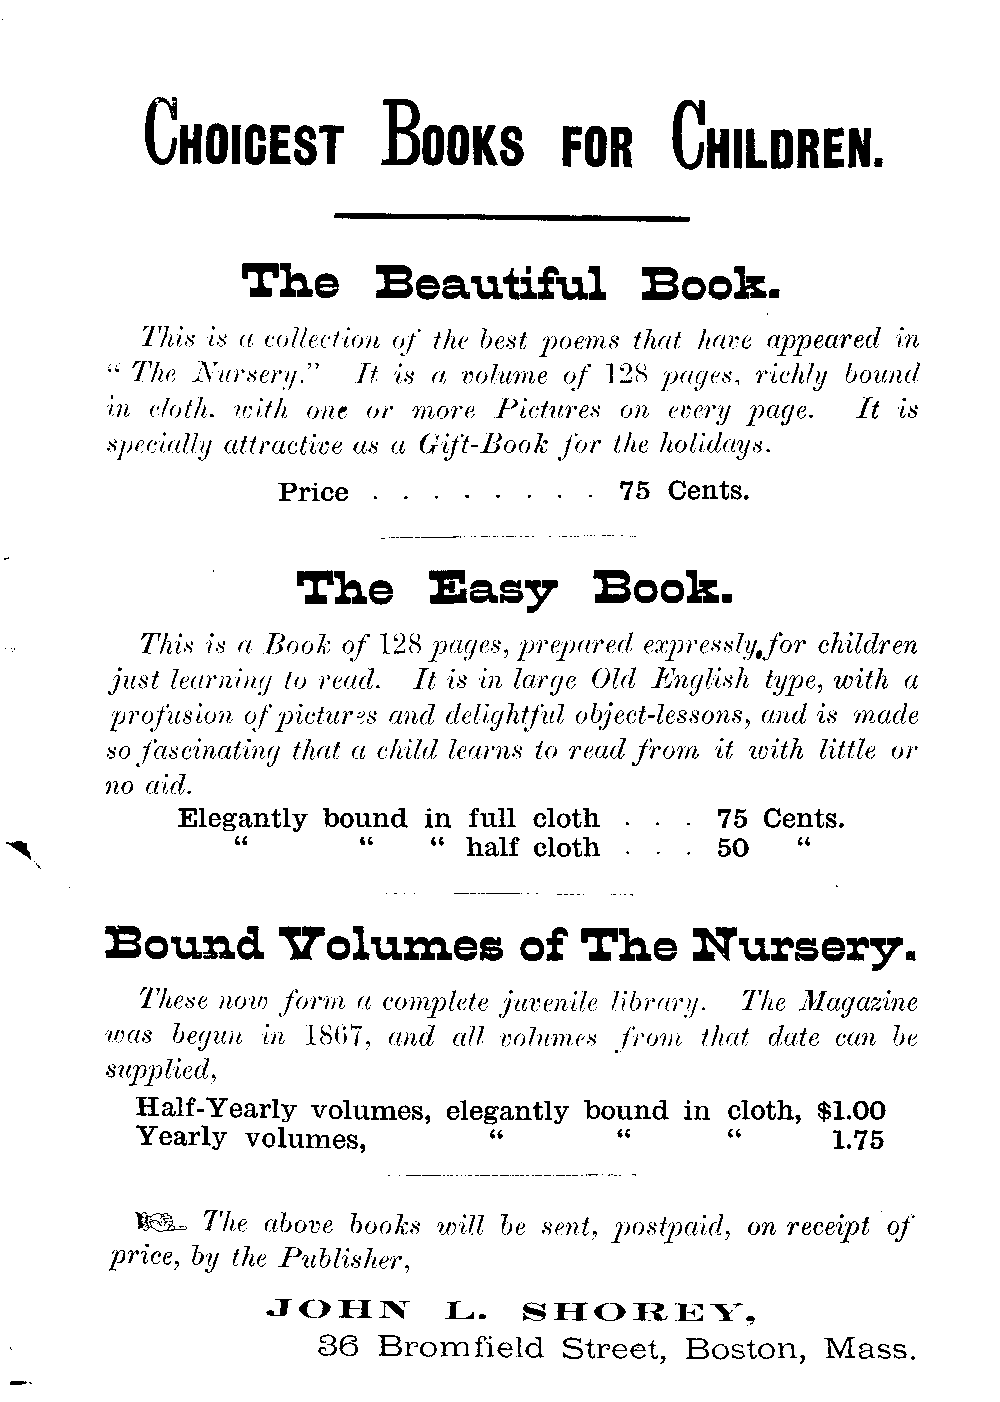 CHOICEST BOOKS FOR CHILDREN.
The Beautiful Book.
This is a collection of the best poems that have appeared in
“ The Nursery.” It is a volume of 128 pages, richly bound
in cloth. with one or more Pictures on every page. It is
specially attractive as a Gift-Book for the holidays.
Price . . . . . . . . 75 Cents.
The Easy Book.
This is a Book of 128 pages, prepared expressly for children
just learning to read. It is in large Old English type, with a
profusion of pictures and delightful object-lessons, and is made
so fascinating that a child learns to read from it with little or
no aid.
Elegantly bound in full cloth . . . 75 Cents.
“ “ “ half cloth . . . 50 “
Bound Volumes of The Nursery.
These now form a complete juvenile library. The Magazine
was begun in 1867, and all volumes from that date can be
supplied,
Half-Yearly volumes, elegantly bound in cloth, $1.00
Yearly volumes, “ “ “ 1.75
☞ The above books will be sent, postpaid, on receipt of
price, by the Publisher,
JOHN L. SHOREY,
36 Bromfield Street, Boston, Mass.